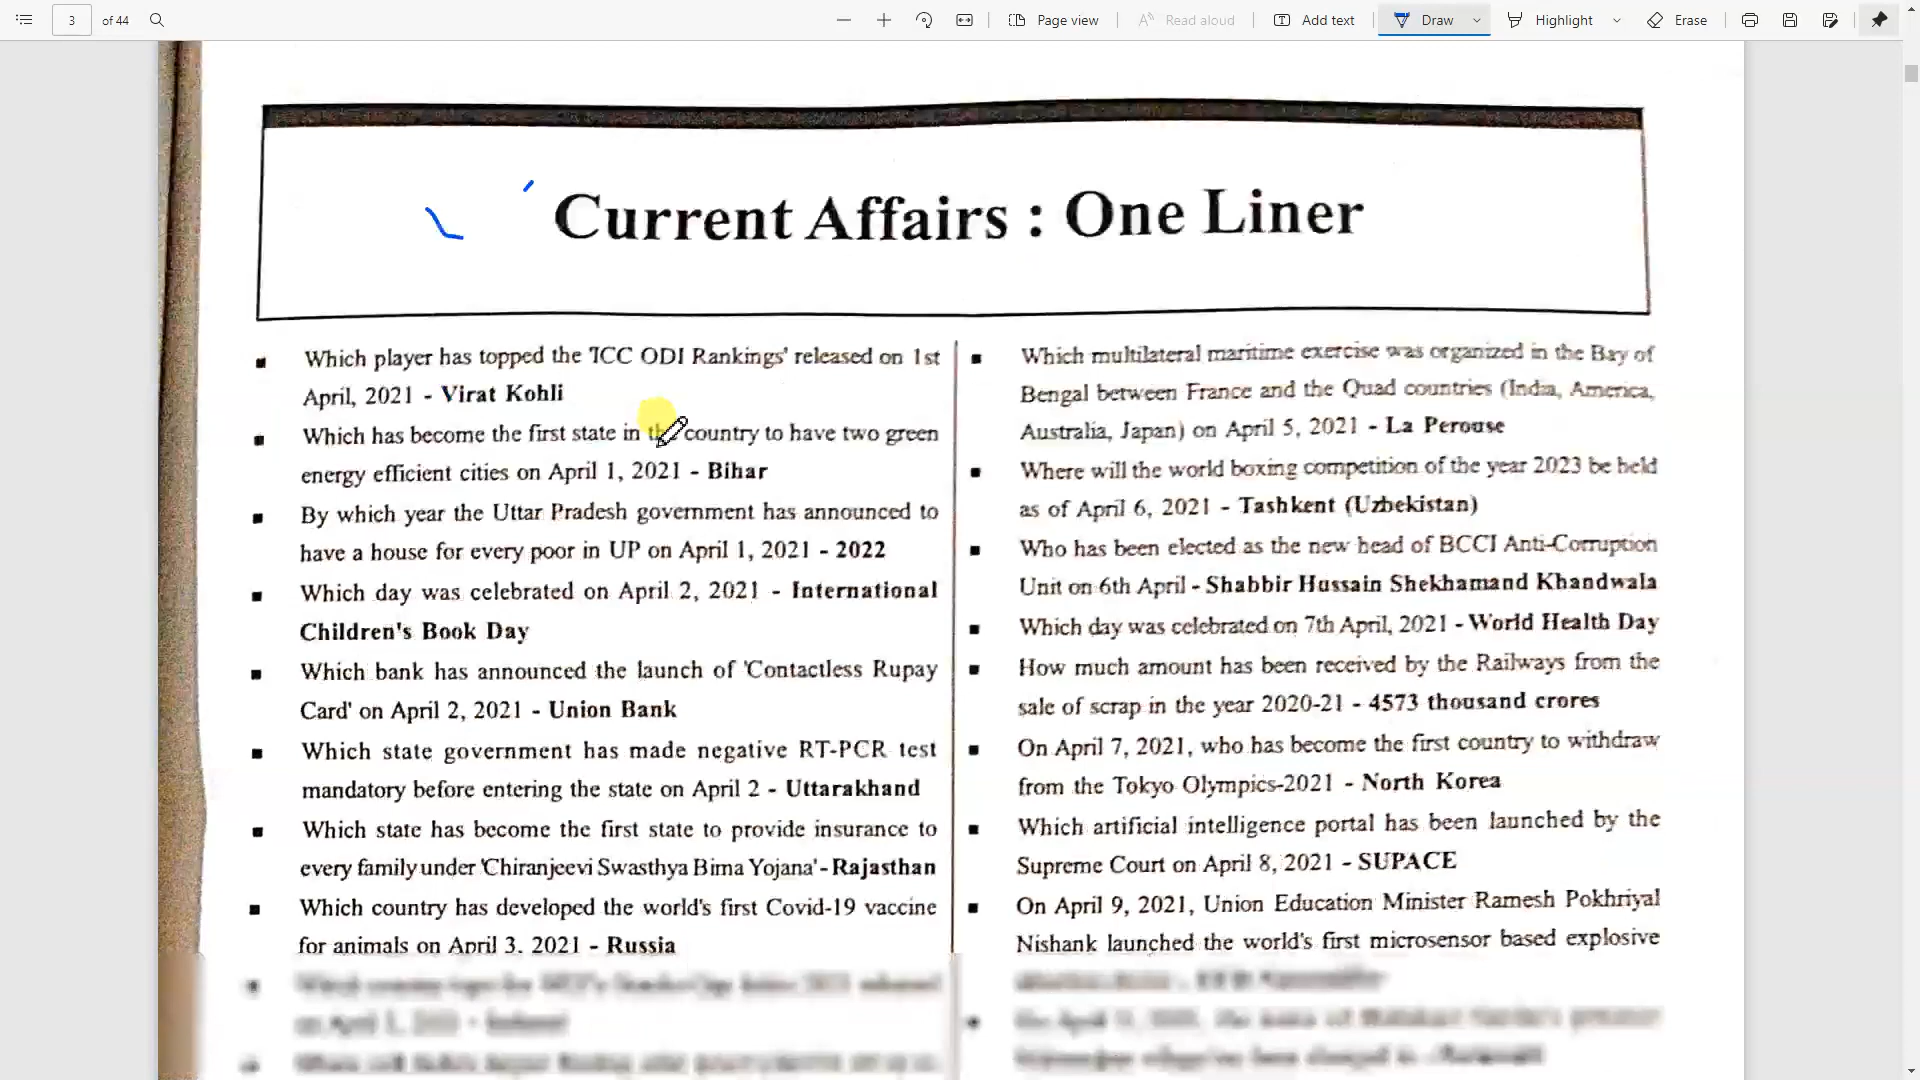 3 of 44 Page view Read aloud Add text Draw Highlight Erase
Current Affairs : One Liner
Which player has topped the 'ICC ODI Rankings' released on 1st
April, 2021 - Virat Kohli
Which has become the first state in the country to have two green
energy efficient cities on April 1, 2021 - Bihar
By which year the Uttar Pradesh government has announced to
have a house for every poor in UP on April 1, 2021 - 2022
Which day was celebrated on April 2, 2021 - International
Children's Book Day
Which bank has announced the launch of 'Contactless Rupay
Card' on April 2, 2021 - Union Bank
Which state government has made negative RT-PCR test
mandatory before entering the state on April 2 - Uttarakhand
Which state has become the first state to provide insurance to
every family under 'Chiranjeevi Swasthya Bima Yojana' - Rajasthan
Which country has developed the world's first Covid-19 vaccine
for animals on April 3, 2021 - Russia
Which multilateral maritime exercise was organized in the Bay of
Bengal between France and the Quad countries (India, America,
Australia, Japan) on April 5, 2021 - La Perouse
Where will the world boxing competition of the year 2023 be held
as of April 6, 2021 - Tashkent (Uzbekistan)
Who has been elected as the new head of BCCI Anti-Corruption
Unit on 6th April - Shabbir Hussain Shekhamand Khandwala
Which day was celebrated on 7th April, 2021 - World Health Day
How much amount has been received by the Railways from the
sale of scrap in the year 2020-21 - 4573 thousand crores
On April 7, 2021, who has become the first country to withdraw
from the Tokyo Olympics-2021 - North Korea
Which artificial intelligence portal has been launched by the
Supreme Court on April 8, 2021 - SUPACE
On April 9, 2021, Union Education Minister Ramesh Pokhriyal
Nishank launched the world's first microsensor based explosive